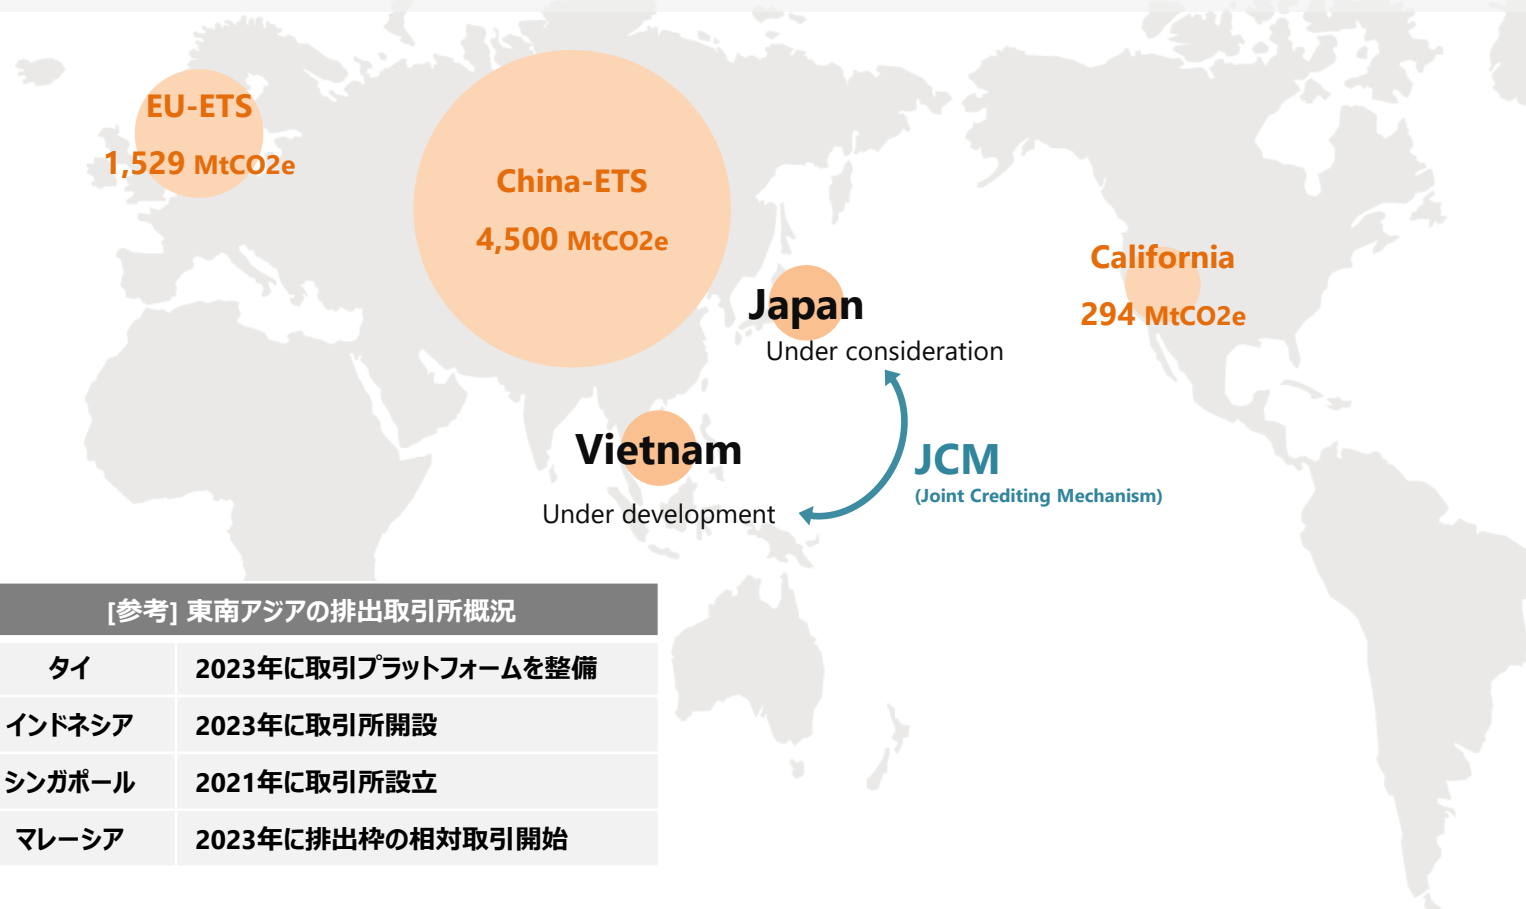 EU-ETS
1,529 MtCO2e
China-ETS
4,500 MtCO2e
California
294 MtCO2e
Japan
Under consideration
Vietnam
Under development
JCM
(Joint Crediting Mechanism)
[参考] 東南アジアの排出取引所概況
タイ 2023年に取引プラットフォームを整備
インドネシア 2023年に取引所開設
シンガポール 2021年に取引所設立
マレーシア 2023年に排出枠の相対取引開始